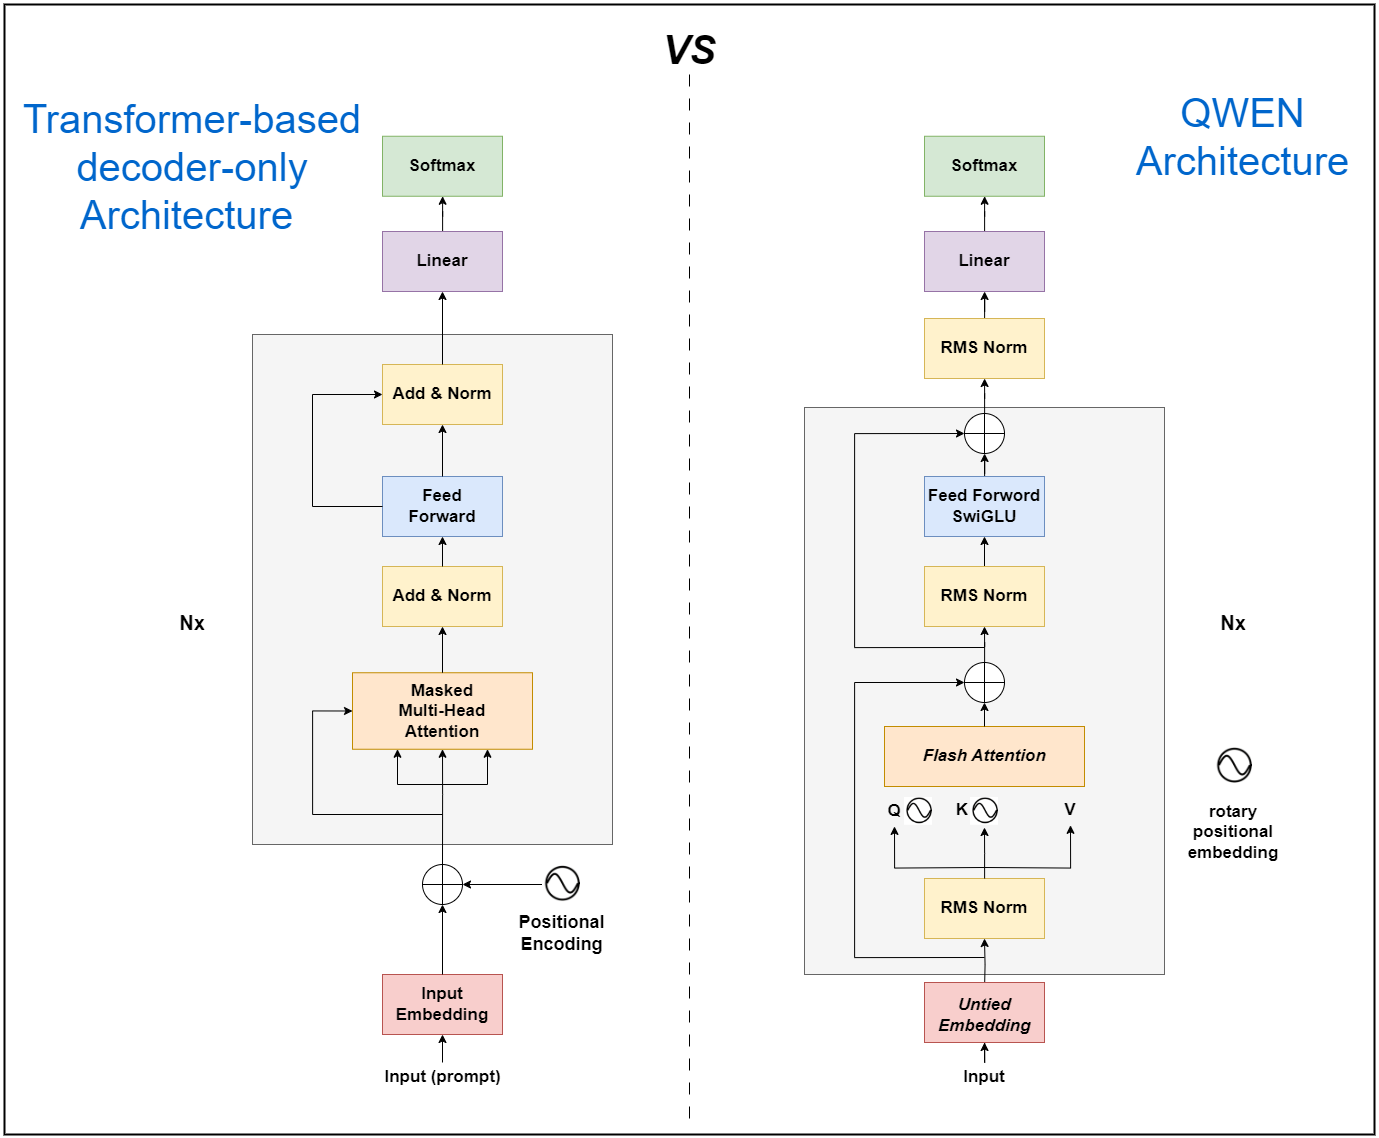 VS
Transformer-based
decoder-only
Architecture
Softmax
Linear
Add & Norm
Feed
Forward
Add & Norm
Nx
Masked
Multi-Head
Attention
Positional
Encoding
Input
Embedding
Input (prompt)
QWEN
Architecture
Softmax
Linear
RMS Norm
Feed Forword
SwiGLU
RMS Norm
Nx
Flash Attention
Q
K
V
rotary
positional
embedding
RMS Norm
Untied
Embedding
Input